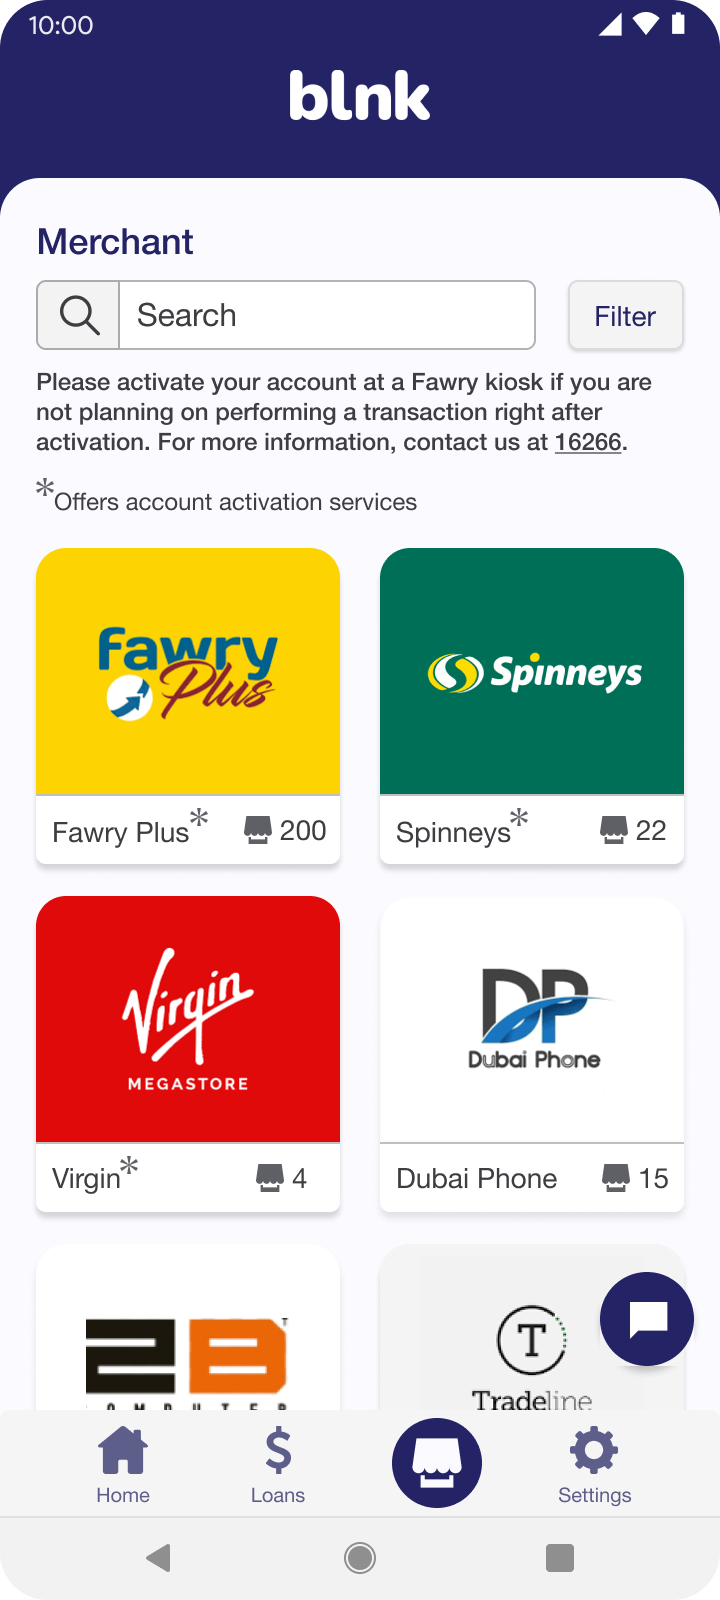 10:00
blnk
Merchant
Search
Filter
Please activate your account at a Fawry kiosk if you are
not planning on performing a transaction right after
activation. For more information, contact us at 16266.
*Offers account activation services
fawry
Plus
Spinneys
Fawry Plus*
200
Spinneys*
22
Virgin
MEGASTORE
DP
Dubai Phone
Virgin*
4
Dubai Phone
15
2B
COMPUTER
T
Tradeline
$
Home
Loans
Settings